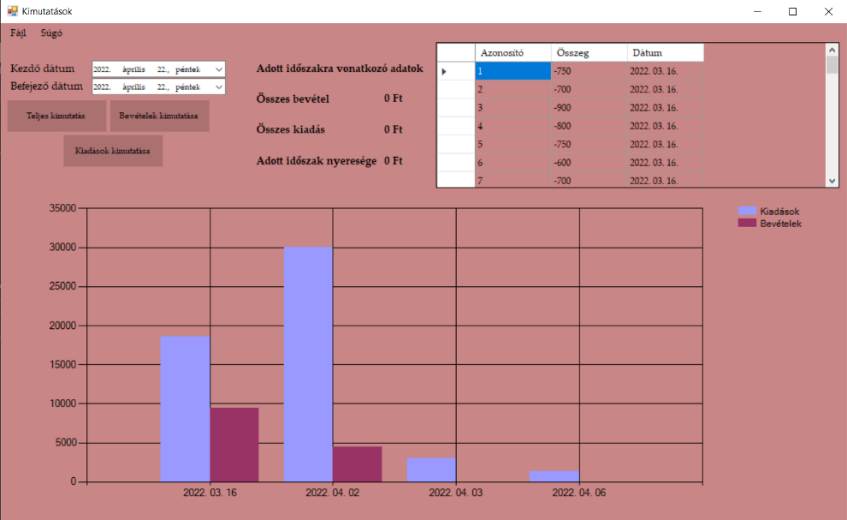 Kimutatások
Fájl Súgó
Kezdő dátum 2022. április 22., péntek
Befejező dátum 2022. április 22., péntek
Teljes kimutatás Bevételek kimutatása
Kiadások kimutatása
Adott időszakra vonatkozó adatok
Összes bevétel 0 Ft
Összes kiadás 0 Ft
Adott időszak nyeresége 0 Ft
Azonosító Összeg Dátum
1 -750 2022. 03. 16.
2 -700 2022. 03. 16.
3 -900 2022. 03. 16.
4 -800 2022. 03. 16.
5 -750 2022. 03. 16.
6 -600 2022. 03. 16.
7 -700 2022. 03. 16.
35000
30000
25000
20000
15000
10000
5000
0
2022. 03. 16 2022. 04. 02 2022. 04. 03 2022. 04. 06
Kiadások
Bevételek